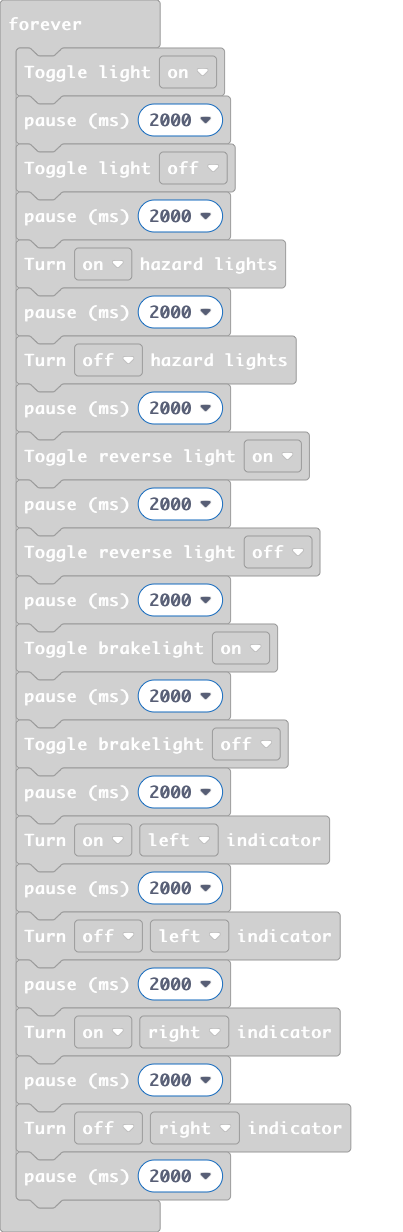 forever
Toggle light on
pause (ms) 2000
Toggle light off
pause (ms) 2000
Turn on hazard lights
pause (ms) 2000
Turn off hazard lights
pause (ms) 2000
Toggle reverse light on
pause (ms) 2000
Toggle reverse light off
pause (ms) 2000
Toggle brakelight on
pause (ms) 2000
Toggle brakelight off
pause (ms) 2000
Turn on left indicator
pause (ms) 2000
Turn off left indicator
pause (ms) 2000
Turn on right indicator
pause (ms) 2000
Turn off right indicator
pause (ms) 2000